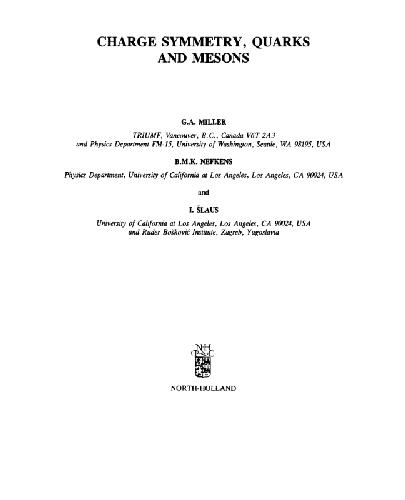 CHARGE SYMMETRY, QUARKS
AND MESONS
G.A. MILLER
TRIUMF, Vancouver, B.C., Canada V6T 2A3
and Physics Department FM-15, University of Washington, Seattle, WA 98195, USA
B.M.K. NEFKENS
Physics Department, University of California at Los Angeles, Los Angeles, CA 90024, USA
and
I. ŠLAUS
University of California at Los Angeles, Los Angeles, CA 90024, USA
and Ruder Bošković Institute, Zagreb, Yugoslavia
NH
NORTH-HOLLAND